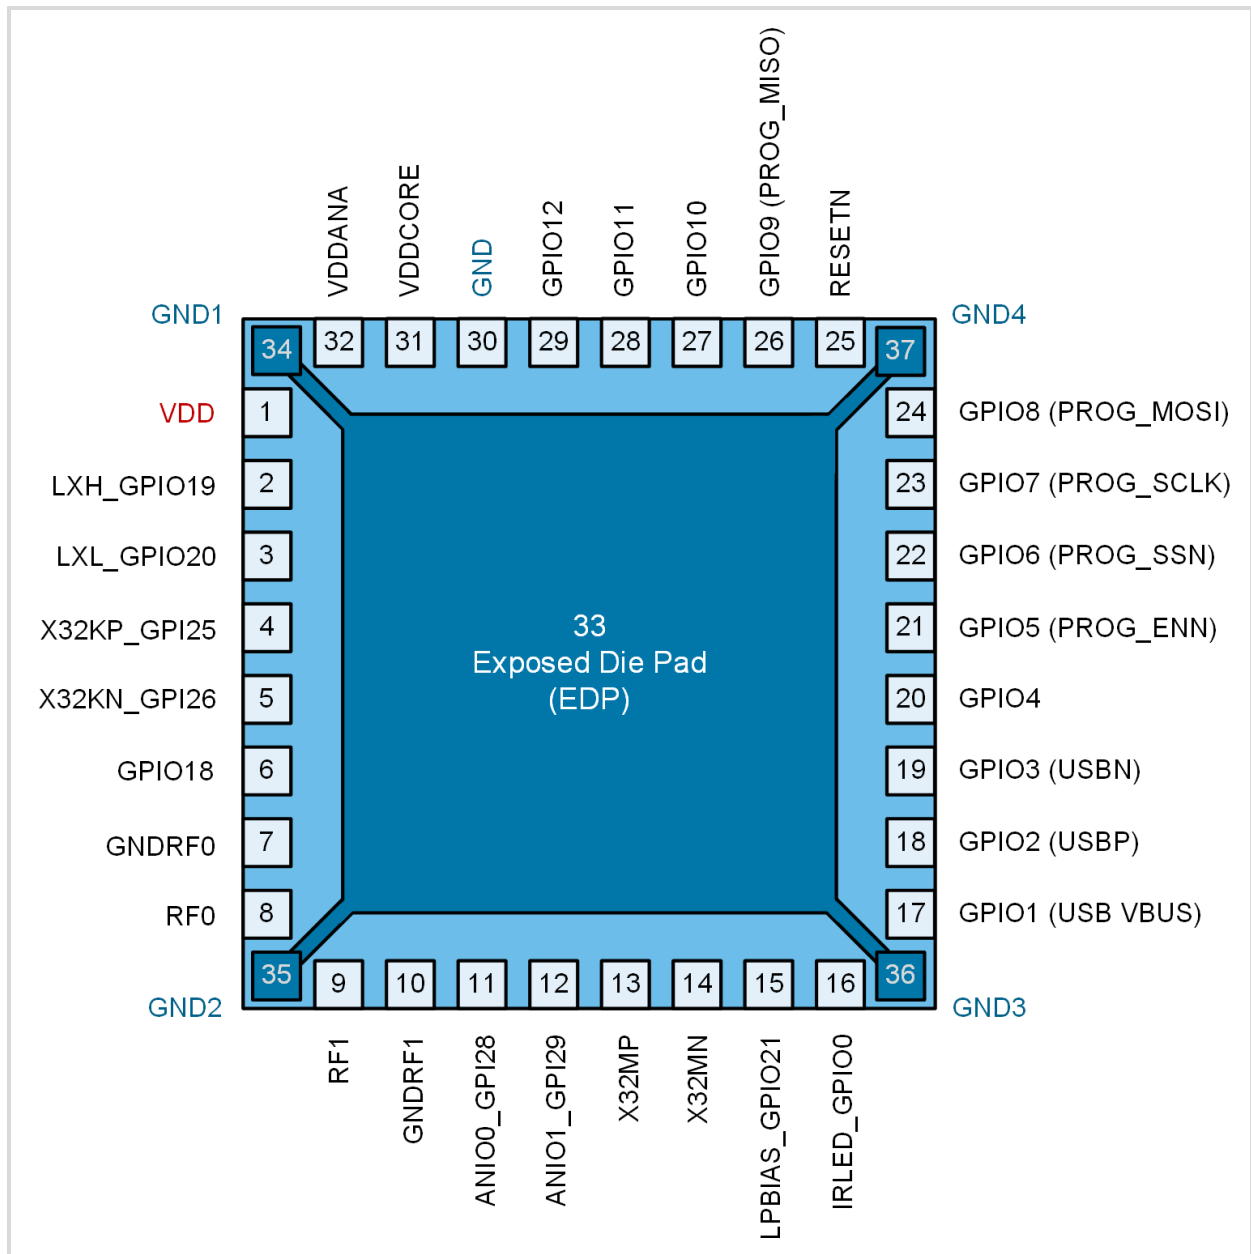 VDDANA
VDDCORE
GND
GPIO12
GPIO11
GPIO10
GPIO9 (PROG_MISO)
RESETN
GND1
GND4
34
32
31
30
29
28
27
26
25
37
VDD
1
24
GPIO8 (PROG_MOSI)
LXH_GPIO19
2
23
GPIO7 (PROG_SCLK)
LXL_GPIO20
3
22
GPIO6 (PROG_SSN)
X32KP_GPI25
4
21
GPIO5 (PROG_ENN)
33
Exposed Die Pad
(EDP)
X32KN_GPI26
5
20
GPIO4
GPIO18
6
19
GPIO3 (USBN)
GNDRF0
7
18
GPIO2 (USBP)
RF0
8
17
GPIO1 (USB VBUS)
35
9
10
11
12
13
14
15
16
36
GND2
GND3
RF1
GNDRF1
ANIO0_GPI28
ANIO1_GPI29
X32MP
X32MN
LPBIAS_GPIO21
IRLED_GPIO0